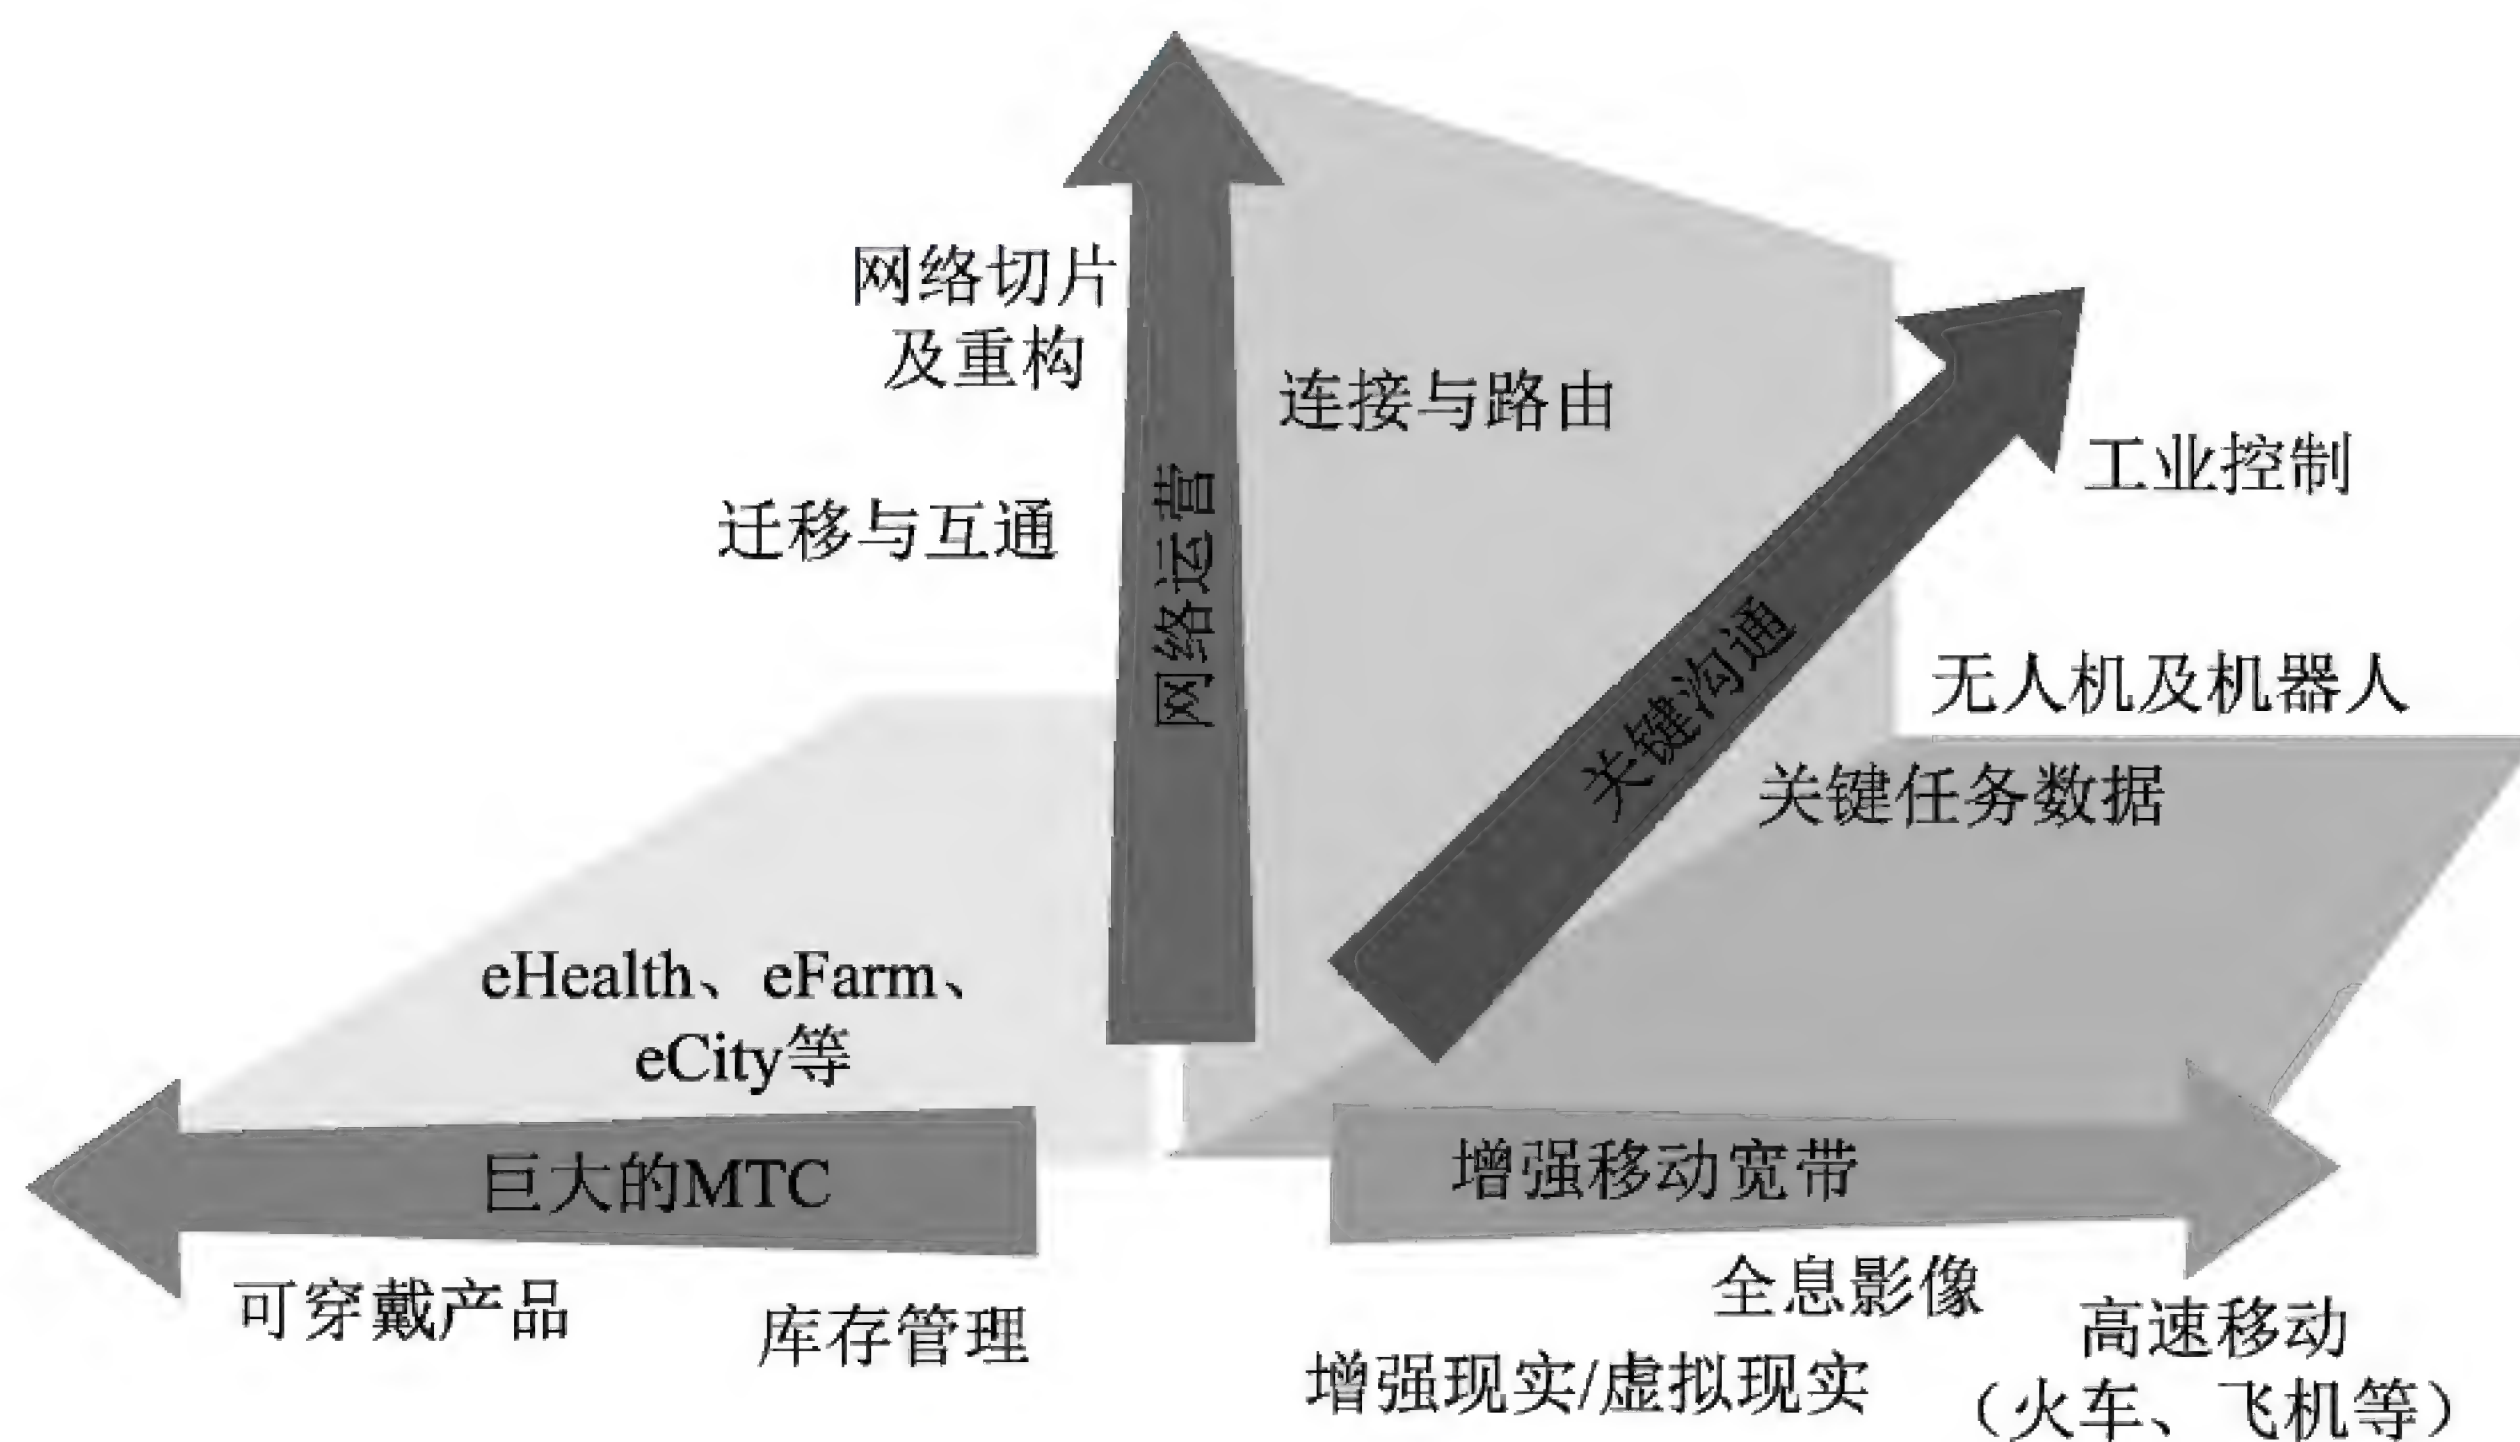 网络切片
及重构
连接与路由
工业控制
迁移与互通
网络运营
关键沟通
无人机及机器人
关键任务数据
eHealth、eFarm、
eCity等
巨大的MTC
增强移动宽带
可穿戴产品
库存管理
全息影像
高速移动
增强现实/虚拟现实
（火车、飞机等）